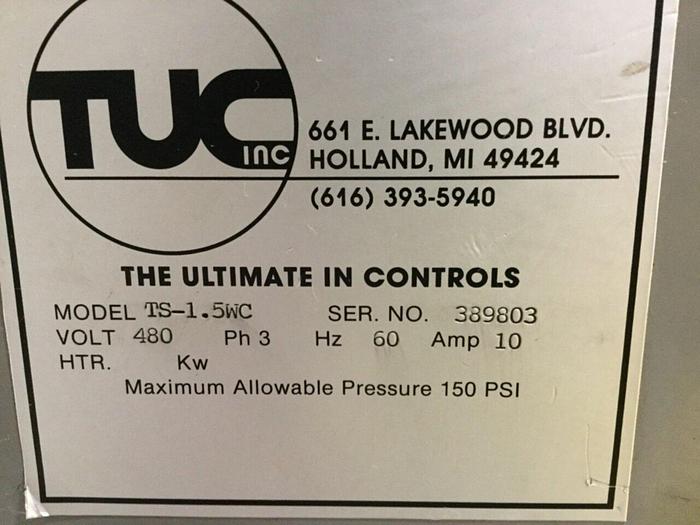 TUC
INC
661 E. LAKEWOOD BLVD.
HOLLAND, MI 49424
(616) 393-5940
THE ULTIMATE IN CONTROLS
MODEL TS-1.5WC SER. NO. 389803
VOLT 480 Ph 3 Hz 60 Amp 10
HTR. Kw
Maximum Allowable Pressure 150 PSI